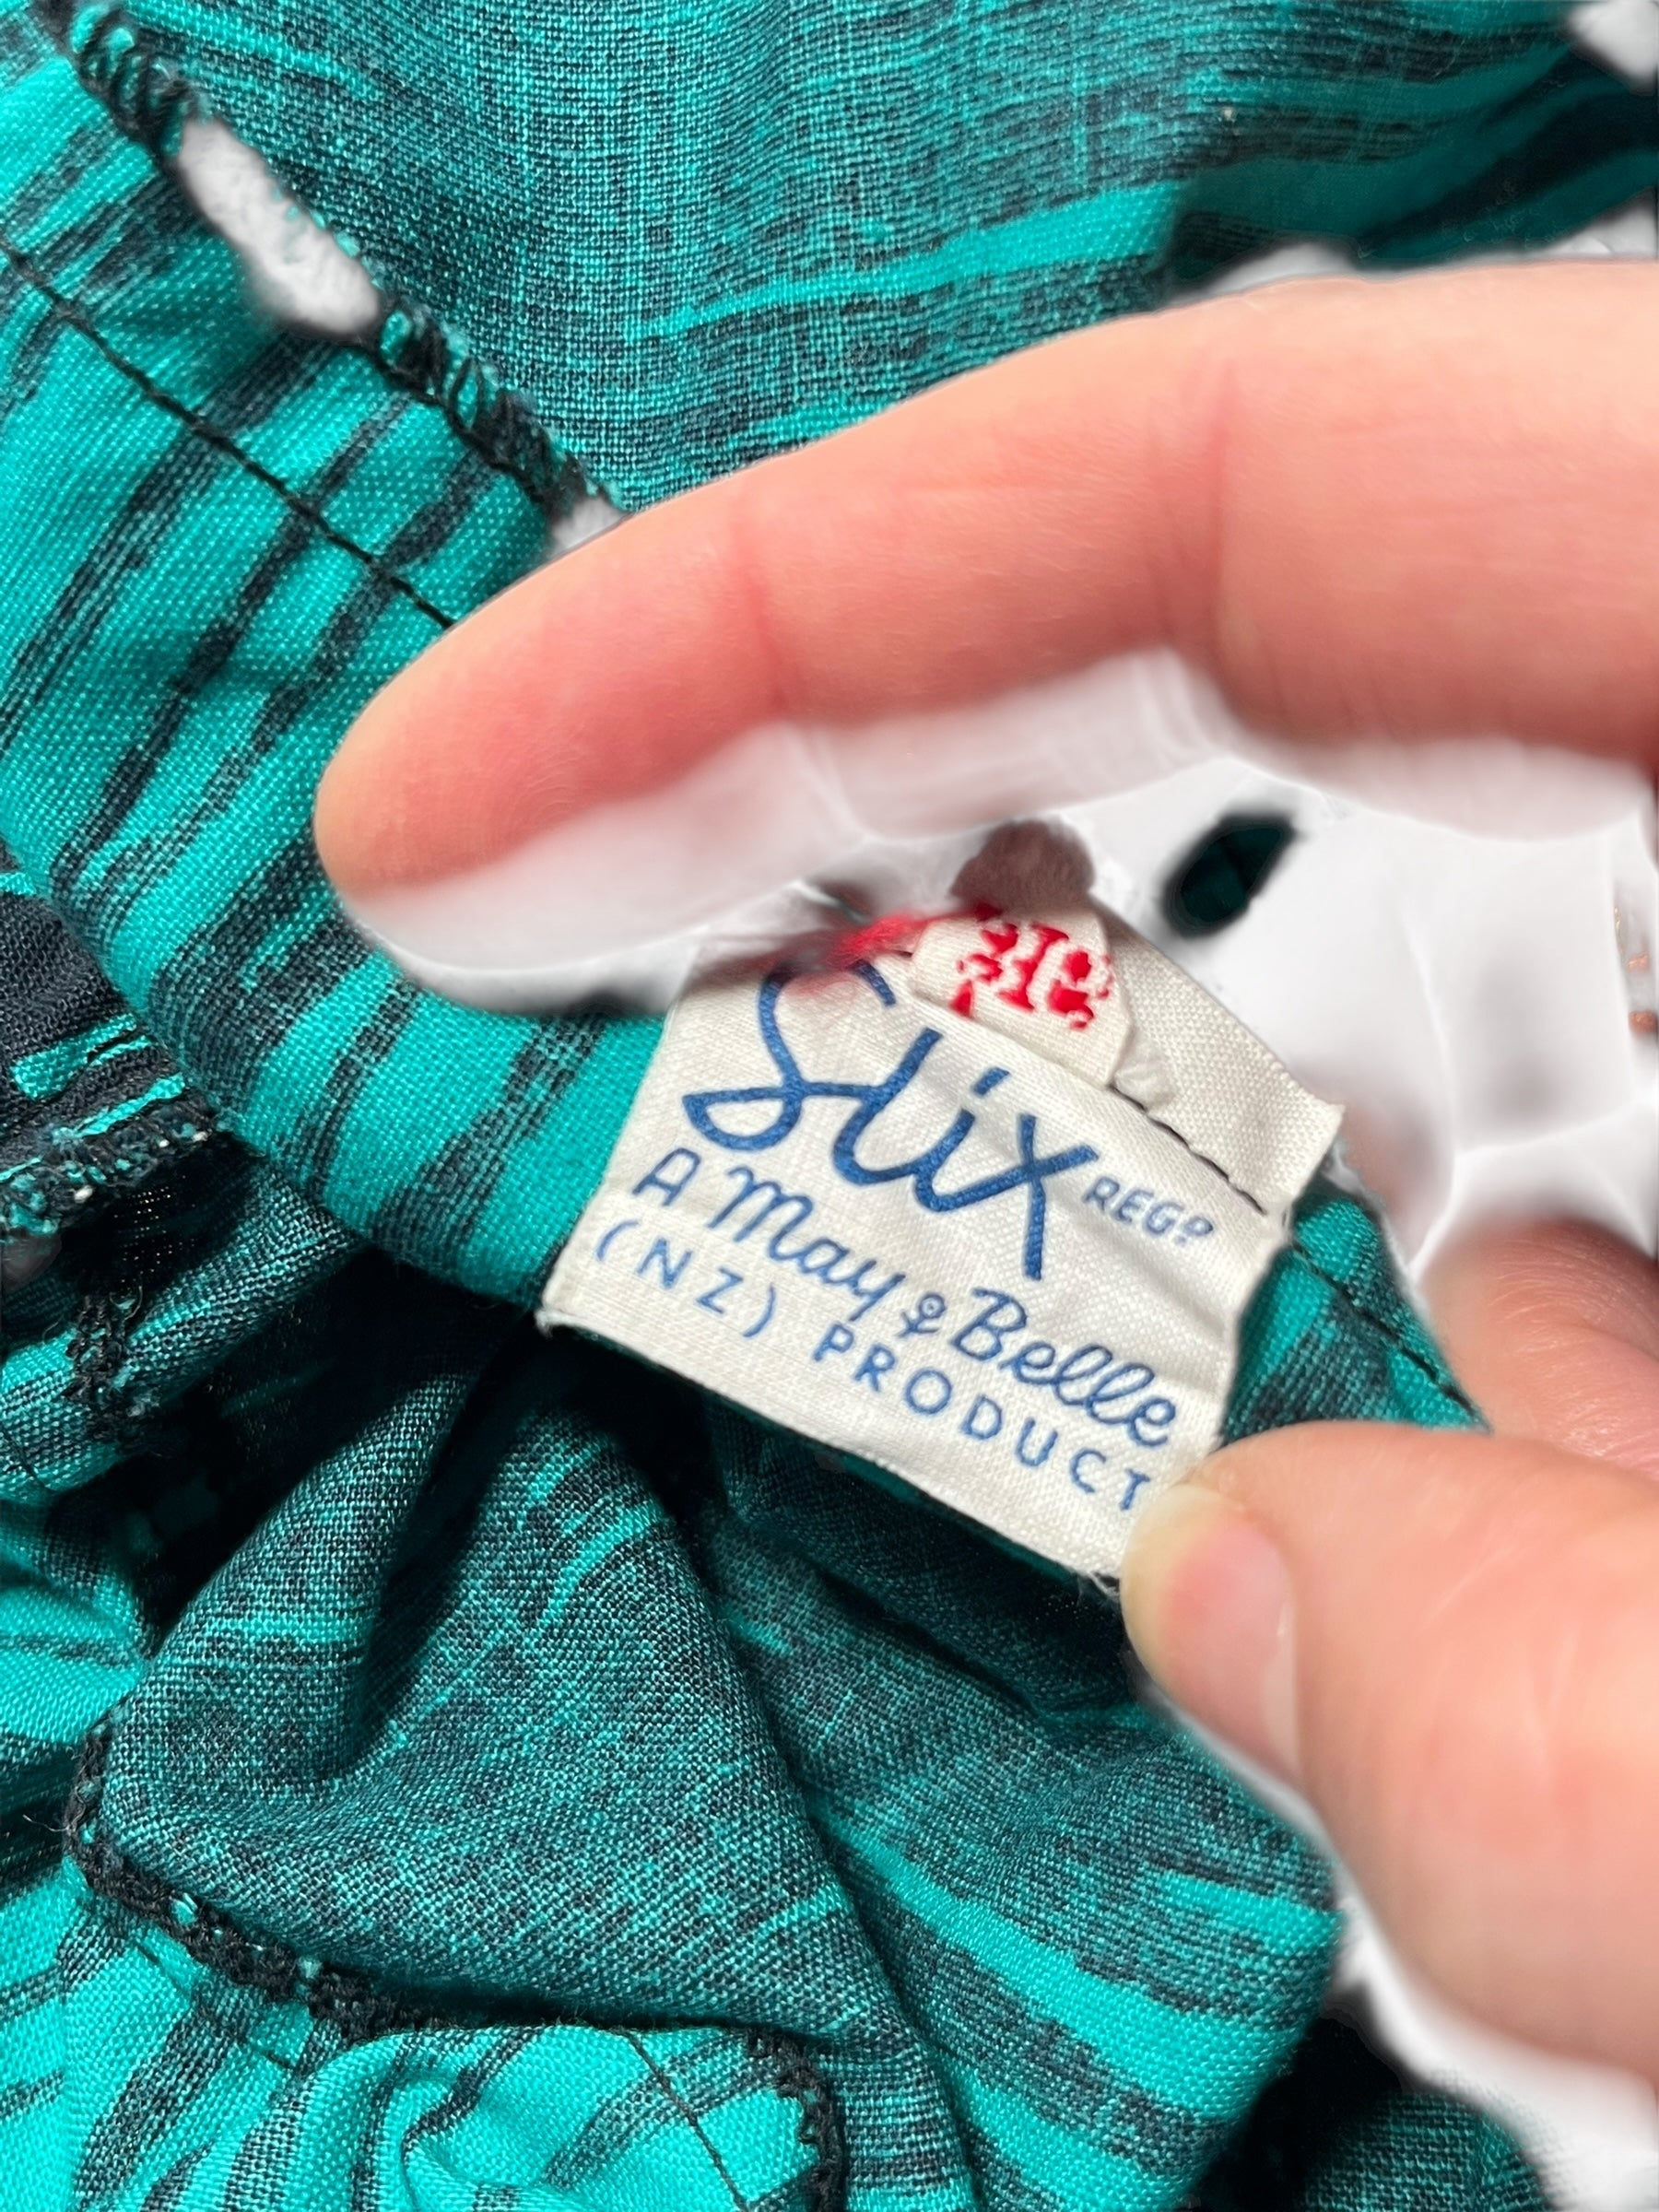 Slix REGD
A May & Belle
(NZ) PRODUCT